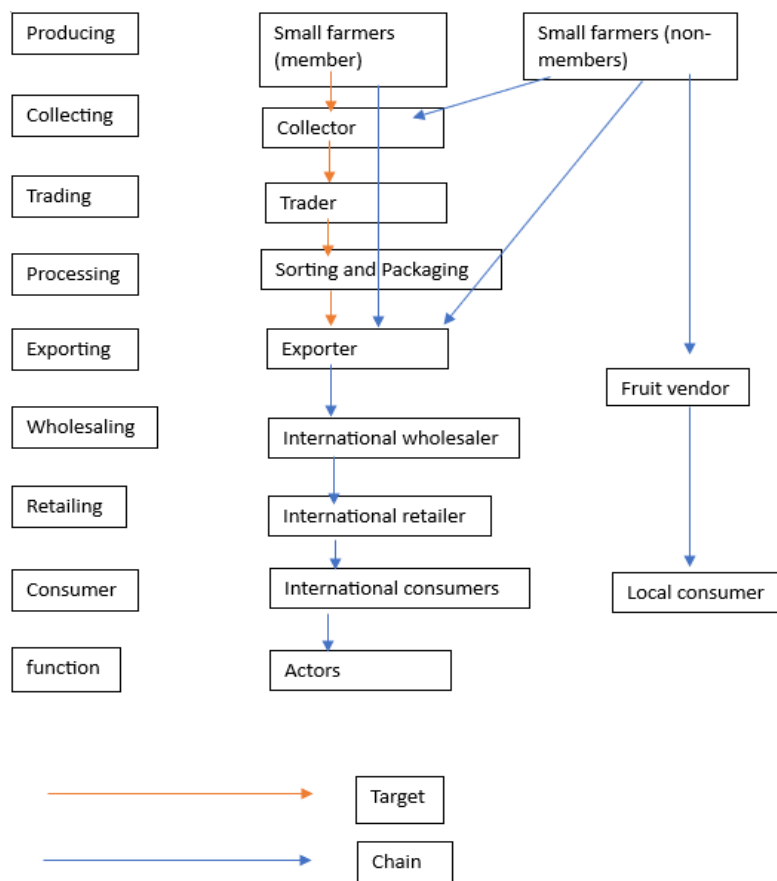 Producing
Small farmers
(member)
Small farmers (non-
members)
Collecting
Collector
Trading
Trader
Processing
Sorting and Packaging
Exporting
Exporter
Fruit vendor
Wholesaling
International wholesaler
Retailing
International retailer
Consumer
International consumers
Local consumer
function
Actors
Target
Chain